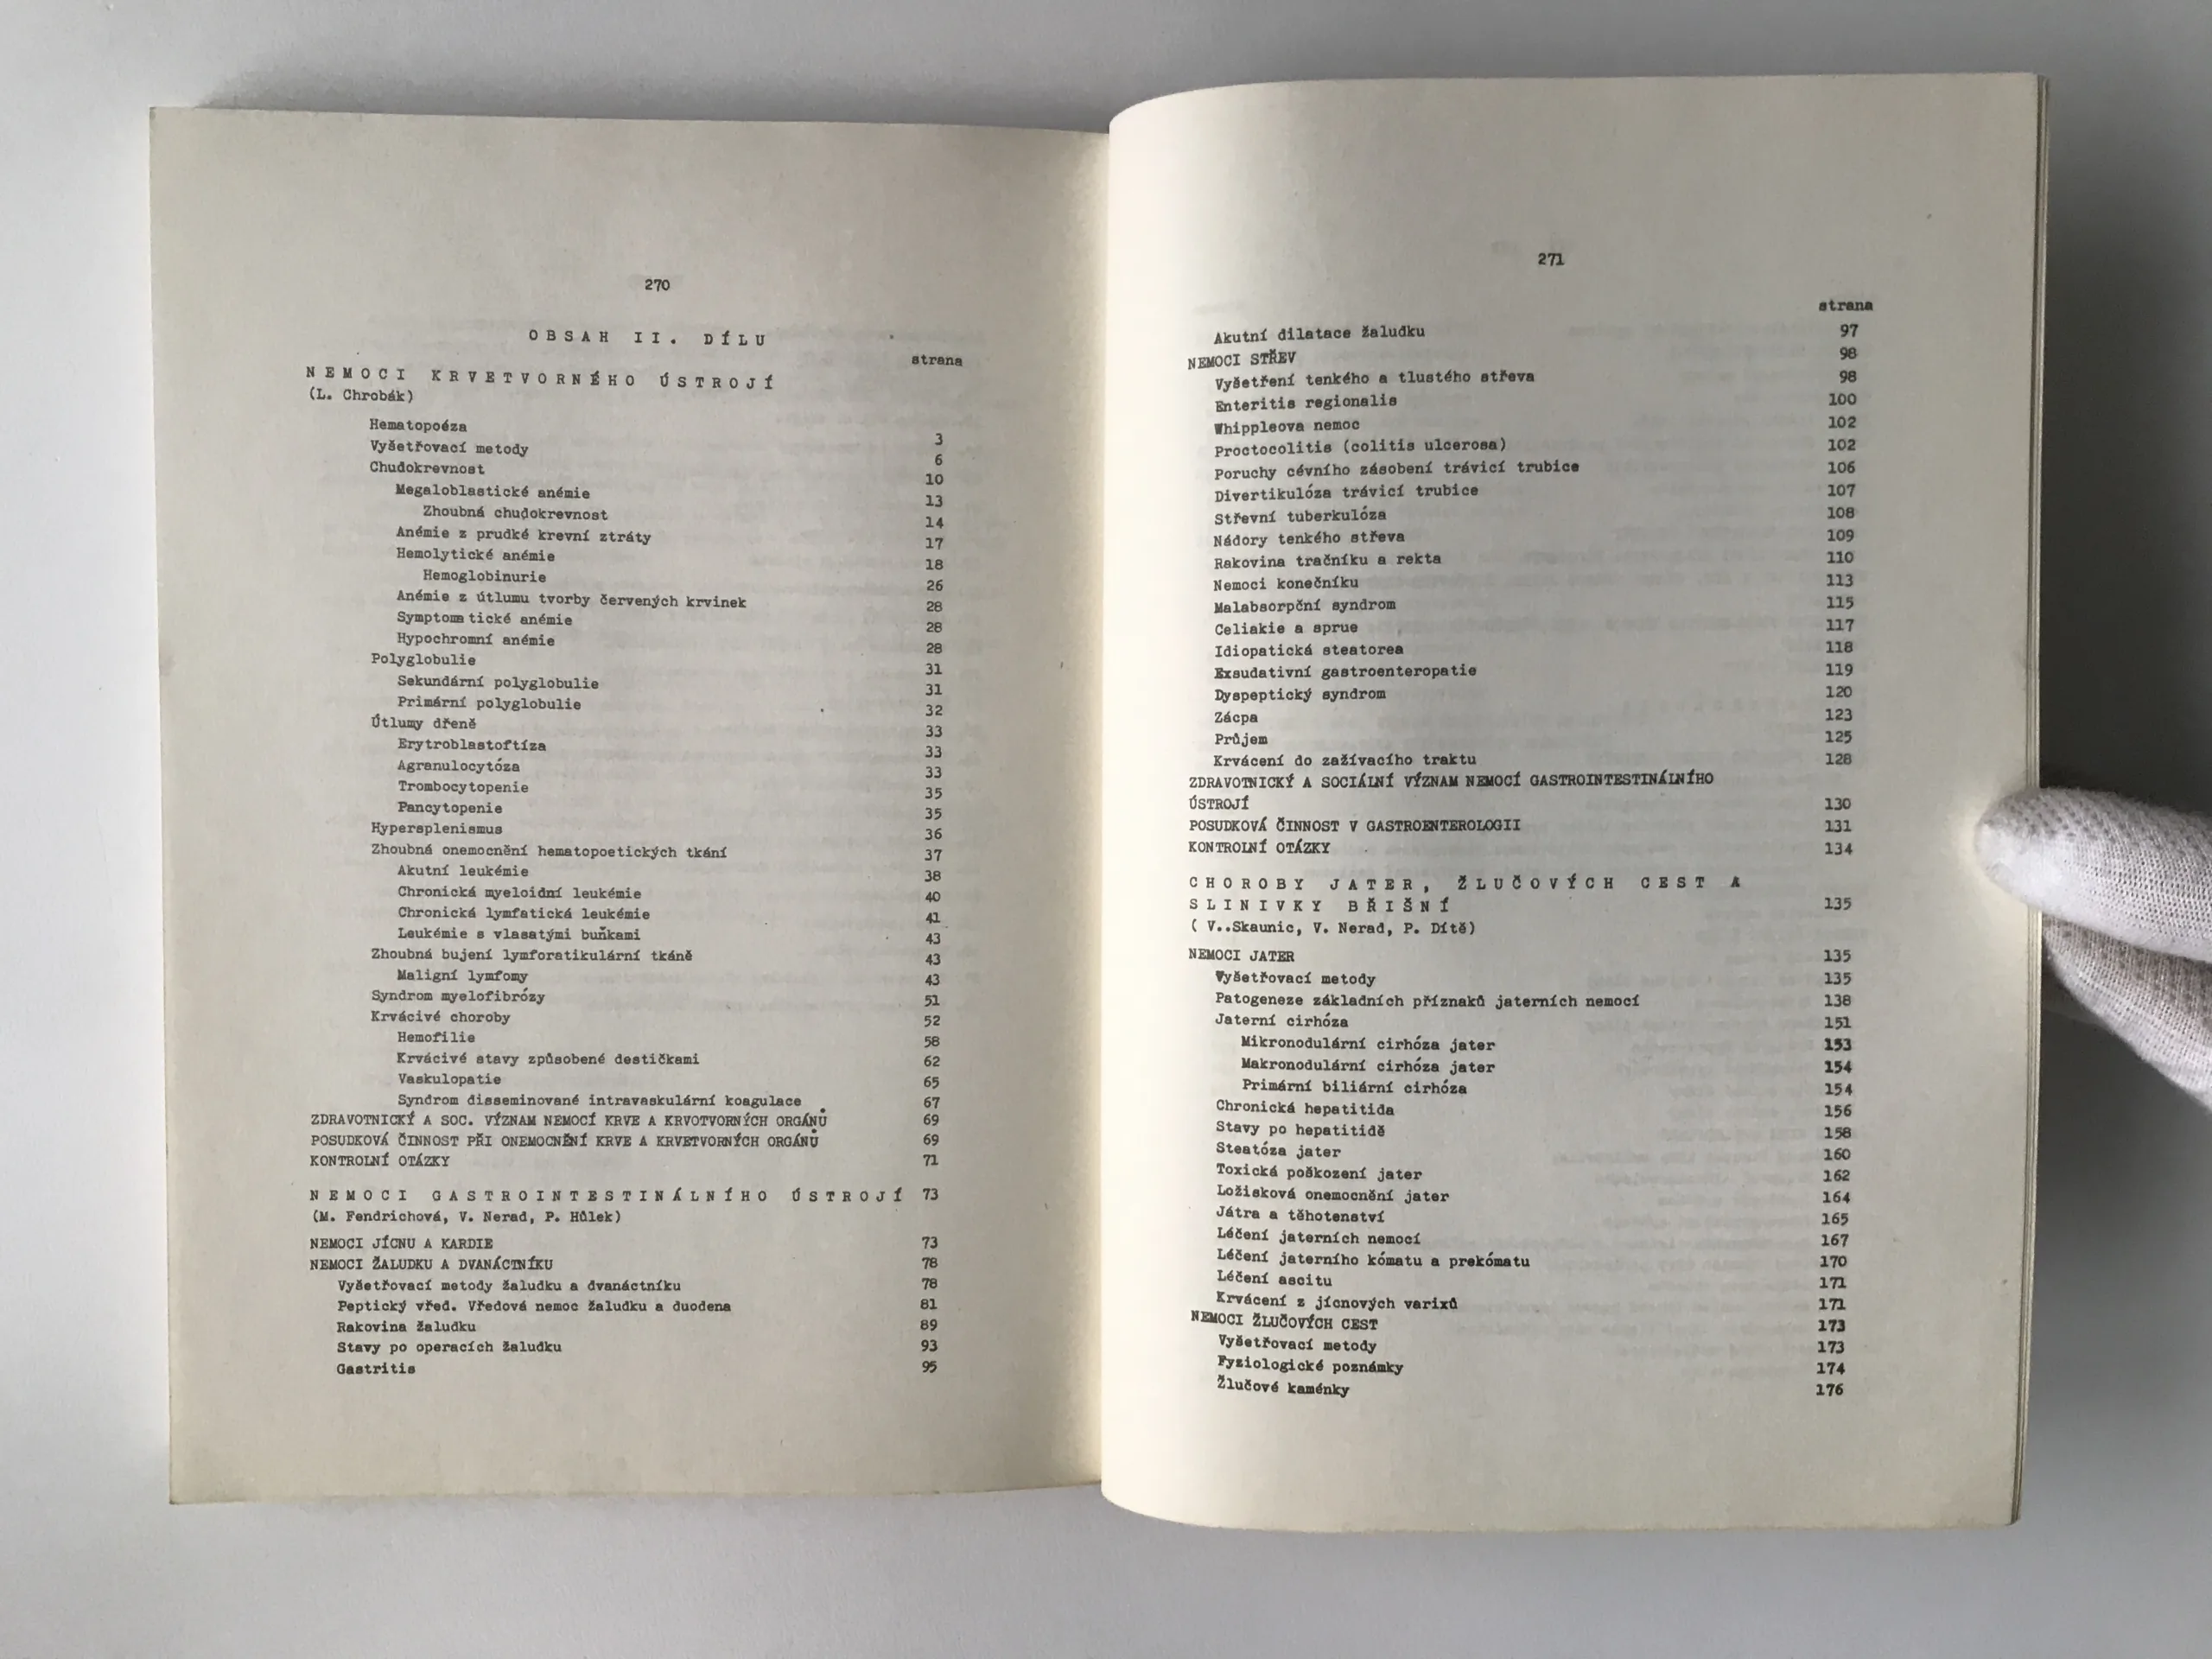 270
OBSAH II. DÍLU
strana
NEMOCI KRVETVORNÉHO ÚSTROJÍ
(L. Chrobák)
Hematopoéza 3
Vyšetřovací metody 6
Chudokrevnost 10
Megaloblastické anémie 13
Zhoubná chudokrevnost 14
Anémie z prudké krevní ztráty 17
Hemolytické anémie 18
Hemoglobinurie 26
Anémie z útlumu tvorby červených krvinek 28
Symptomatické anémie 28
Hypochromní anémie 28
Polyglobulie 31
Sekundární polyglobulie 31
Primární polyglobulie 32
Útlumy dřeně 33
Erytroblastoftíza 33
Agranulocytóza 33
Trombocytopenie 35
Pancytopenie 35
Hypersplenismus 36
Zhoubná onemocnění hematopoetických tkání 37
Akutní leukémie 38
Chronická myeloidní leukémie 40
Chronická lymfatická leukémie 41
Leukémie s vlasatými buňkami 43
Zhoubná bujení lymforatikulární tkáně 43
Maligní lymfomy 43
Syndrom myelofibrózy 51
Krvácivé choroby 52
Hemofilie 58
Krvácivé stavy způsobené destičkami 62
Vaskulopatie 65
Syndrom disseminované intravaskulární koagulace 67
ZDRAVOTNICKÝ A SOC. VÝZNAM NEMOCÍ KRVE A KRVOTVORNÝCH ORGÁNŮ 69
POSUDKOVÁ ČINNOST PŘI ONEMOCNĚNÍ KRVE A KRVETVORNÝCH ORGÁNŮ 69
KONTROLNÍ OTÁZKY 71
NEMOCI GASTROINTESTINÁLNÍHO ÚSTROJÍ 73
(M. Fendrichová, V. Nerad, P. Hůlek)
NEMOCI JÍCNU A KARDIE 73
NEMOCI ŽALUDKU A DVANÁCTNÍKU 78
Vyšetřovací metody žaludku a dvanáctníku 78
Peptický vřed. Vředová nemoc žaludku a duodena 81
Rakovina žaludku 89
Stavy po operacích žaludku 93
Gastritis 95
271
strana
Akutní dilatace žaludku 97
NEMOCI STŘEV 98
Vyšetření tenkého a tlustého střeva 98
Enteritis regionalis 100
Whippleova nemoc 102
Proctocolitis (colitis ulcerosa) 102
Poruchy cévního zásobení trávicí trubice 106
Divertikulóza trávicí trubice 107
Střevní tuberkulóza 108
Nádory tenkého střeva 109
Rakovina tračníku a rekta 110
Nemoci konečníku 113
Malabsorpční syndrom 115
Celiakie a sprue 117
Idiopatická steatorea 118
Exsudativní gastroenteropatie 119
Dyspeptický syndrom 120
Zácpa 123
Průjem 125
Krvácení do zažívacího traktu 128
ZDRAVOTNICKÝ A SOCIÁLNÍ VÝZNAM NEMOCÍ GASTROINTESTINÁLNÍHO
ÚSTROJÍ 130
POSUDKOVÁ ČINNOST V GASTROENTEROLOGII 131
KONTROLNÍ OTÁZKY 134
CHOROBY JATER, ŽLUČOVÝCH CEST A
SLINIVKY BŘIŠNÍ 135
( V..Skaunic, V. Nerad, P. Dítě)
NEMOCI JATER 135
Vyšetřovací metody 135
Patogeneze základních příznaků jaterních nemocí 138
Jaterní cirhóza 151
Mikronodulární cirhóza jater 153
Makronodulární cirhóza jater 154
Primární biliární cirhóza 154
Chronická hepatitida 156
Stavy po hepatitidě 158
Steatóza jater 160
Toxická poškození jater 162
Ložisková onemocnění jater 164
Játra a těhotenství 165
Léčení jaterních nemocí 167
Léčení jaterního kómatu a prekómatu 170
Léčení ascitu 171
Krvácení z jícnových varixů 171
NEMOCI ŽLUČOVÝCH CEST 173
Vyšetřovací metody 173
Fyziologické poznámky 174
Žlučové kaménky 176